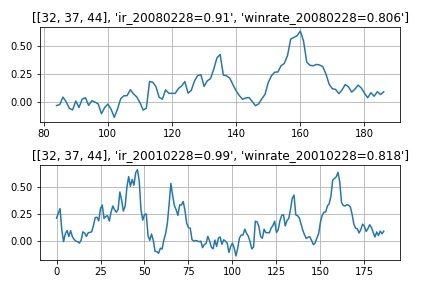 [[32, 37, 44], 'ir_20080228=0.91', 'winrate_20080228=0.806']
0.50
0.25
0.00
80 100 120 140 160 180
[[32, 37, 44], 'ir_20010228=0.99', 'winrate_20010228=0.818']
0.50
0.25
0.00
0 25 50 75 100 125 150 175